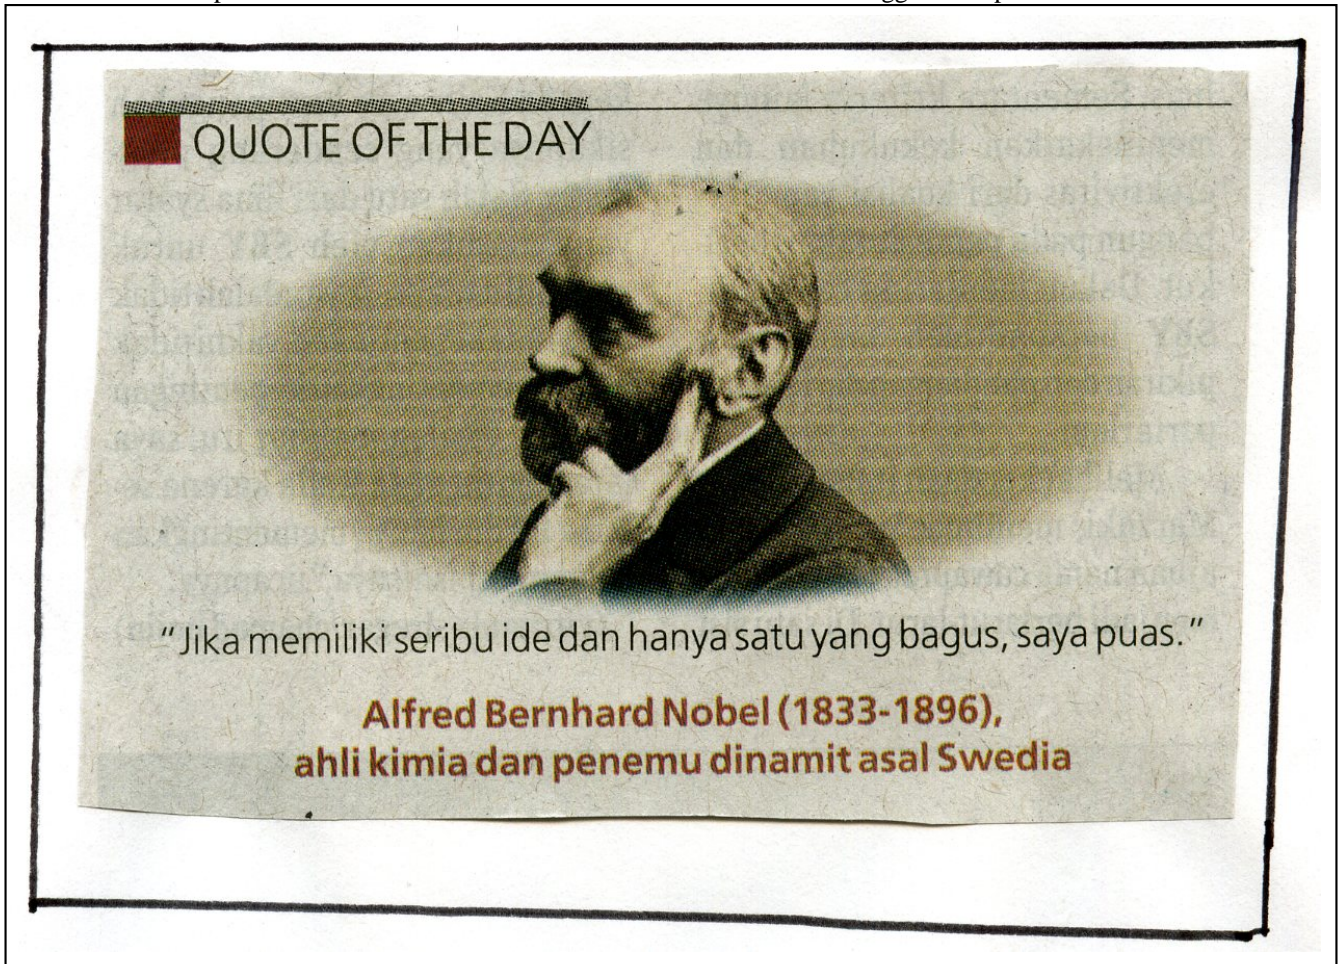 QUOTE OF THE DAY
“Jika memiliki seribu ide dan hanya satu yang bagus, saya puas.”
Alfred Bernhard Nobel (1833-1896),
ahli kimia dan penemu dinamit asal Swedia